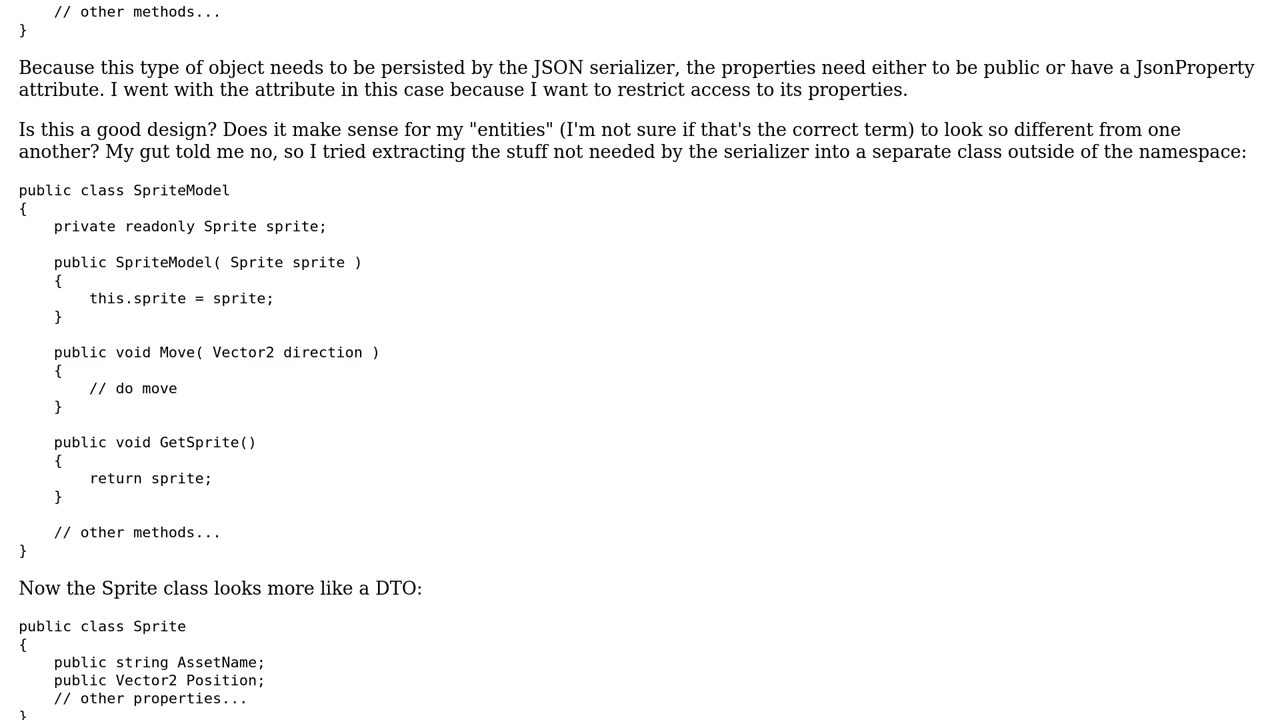 // other methods...
}
Because this type of object needs to be persisted by the JSON serializer, the properties need either to be public or have a JsonProperty
attribute. I went with the attribute in this case because I want to restrict access to its properties.
Is this a good design? Does it make sense for my "entities" (I'm not sure if that's the correct term) to look so different from one
another? My gut told me no, so I tried extracting the stuff not needed by the serializer into a separate class outside of the namespace:
public class SpriteModel
{
    private readonly Sprite sprite;
    public SpriteModel( Sprite sprite )
    {
        this.sprite = sprite;
    }
    public void Move( Vector2 direction )
    {
        // do move
    }
    public void GetSprite()
    {
        return sprite;
    }
    // other methods...
}
Now the Sprite class looks more like a DTO:
public class Sprite
{
    public string AssetName;
    public Vector2 Position;
    // other properties...
}